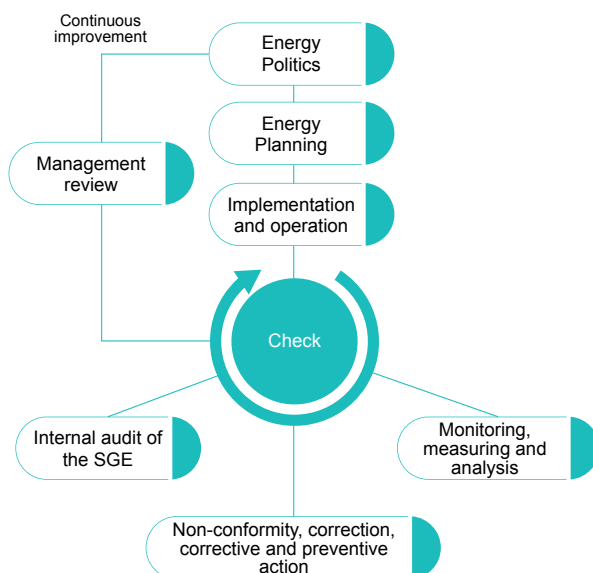 Continuous
improvement
Energy
Politics
Energy
Planning
Management
review
Implementation
and operation
Check
Internal audit of
the SGE
Monitoring,
measuring and
analysis
Non-conformity, correction,
corrective and preventive
action